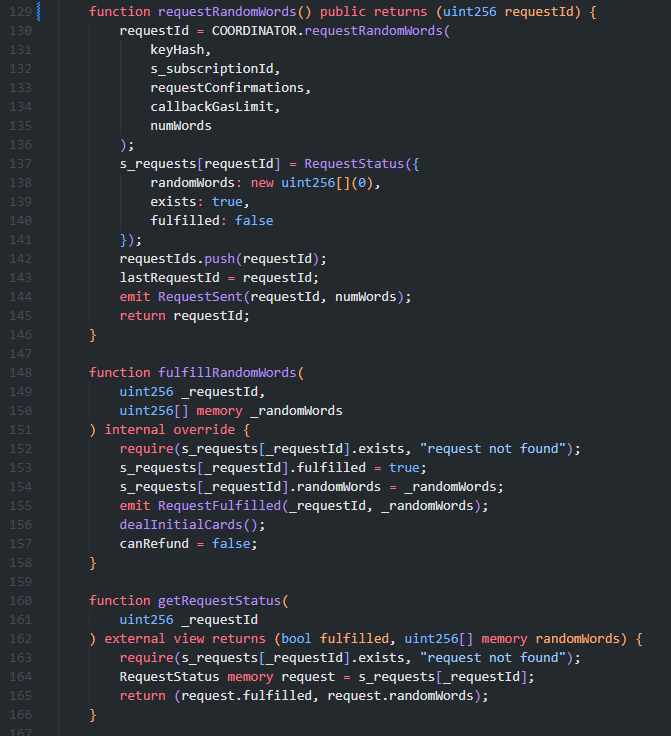 129 function requestRandomWords() public returns (uint256 requestId) {
130 requestId = COORDINATOR.requestRandomWords(
131 keyHash,
132 s_subscriptionId,
133 requestConfirmations,
134 callbackGasLimit,
135 numWords
136 );
137 s_requests[requestId] = RequestStatus({
138 randomWords: new uint256[](0),
139 exists: true,
140 fulfilled: false
141 });
142 requestIds.push(requestId);
143 lastRequestId = requestId;
144 emit RequestSent(requestId, numWords);
145 return requestId;
146 }
147
148 function fulfillRandomWords(
149 uint256 _requestId,
150 uint256[] memory _randomWords
151 ) internal override {
152 require(s_requests[_requestId].exists, "request not found");
153 s_requests[_requestId].fulfilled = true;
154 s_requests[_requestId].randomWords = _randomWords;
155 emit RequestFulfilled(_requestId, _randomWords);
156 dealInitialCards();
157 canRefund = false;
158 }
159
160 function getRequestStatus(
161 uint256 _requestId
162 ) external view returns (bool fulfilled, uint256[] memory randomWords) {
163 require(s_requests[_requestId].exists, "request not found");
164 RequestStatus memory request = s_requests[_requestId];
165 return (request.fulfilled, request.randomWords);
166 }
167